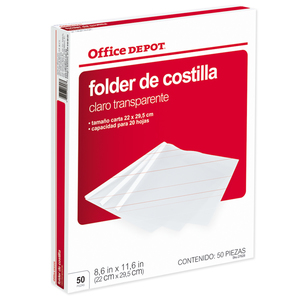 Office DEPOT
folder de costilla
claro transparente
• tamaño carta 22 x 29,5 cm
• capacidad para 20 hojas
50
8,6 in x 11,6 in
(22 cm x 29,5 cm)
CONTENIDO: 50 PIEZAS